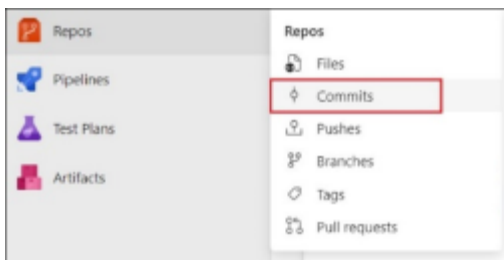 Repos
Pipelines
Test Plans
Artifacts
Repos
Files
Commits
Pushes
Branches
Tags
Pull requests